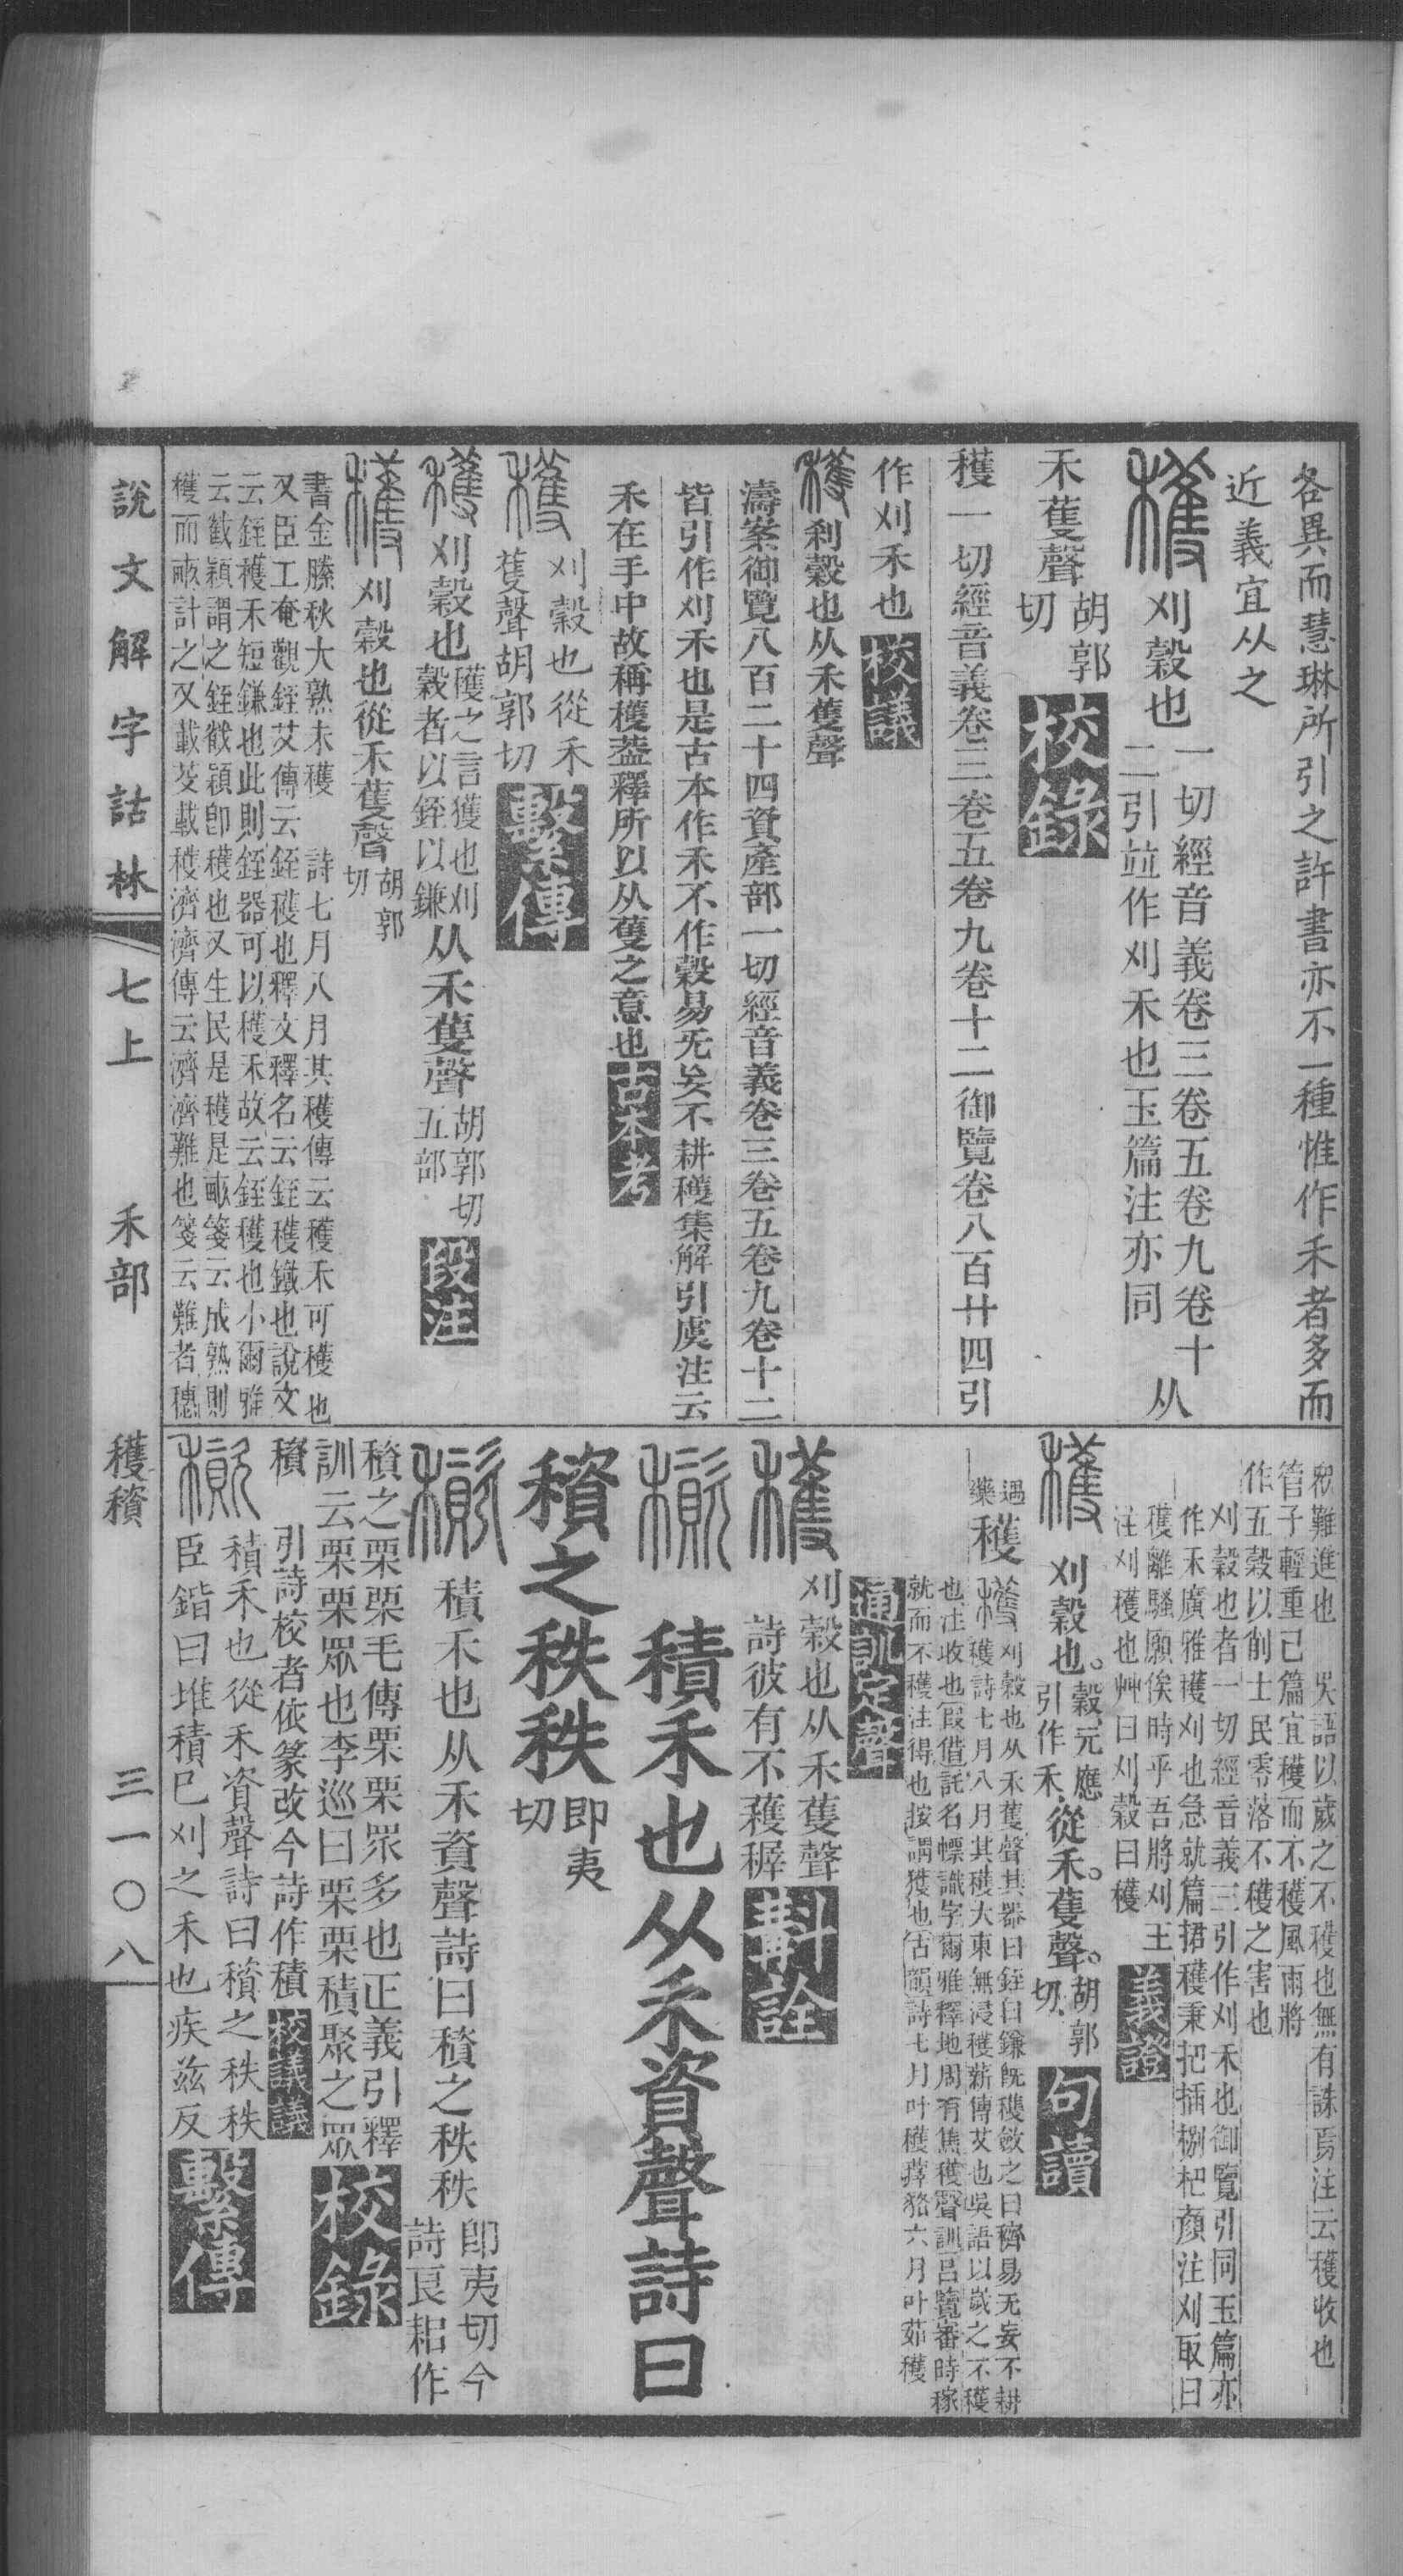 各異而慧琳所引之許書亦不一種惟作禾者多而
近義宜从之
穫刈穀也一切經音義卷三卷五卷九卷十
二引竝作刈禾也玉篇注亦同从
禾蒦聲胡郭
切校錄
穫一切經音義卷三卷五卷九卷十二御覽卷八百廿四引
作刈禾也校議
穫刹穀也从禾蒦聲
濤案御覽八百二十四資產部一切經音義卷三卷五卷九卷十二
皆引作刈禾也是古本作禾不作穀易无妄不耕穫集解引虞注云
禾在手中故稱穫葢釋所以从蒦之意也古本考
穫刈穀也從禾
蒦聲胡郭切繫傳
穫刈穀也穫之言獲也刈
穀者以銍以鎌从禾蒦聲胡郭切
五部段注
穫刈穀也從禾蒦聲胡郭
切
書金縢秋大熟未穫 詩七月八月其穫傳云穫禾可穫也
又臣工奄觀銍艾傳云銍穫也釋文釋名云銍穫鐵也說文
云銍穫禾短鎌也此則銍器可以穫禾故云銍穫也小爾雅
云截穎謂之銍截穎卽穫也又生民是穫是畞箋云成熟則
穫而畞計之又載芟載穫濟濟傳云濟濟難也箋云難者穗
衆難進也 吳語以歲之不穫也無有誅焉注云穫收也
管子輕重己篇宜穫而不穫風雨將
作五穀以削士民零落不穫之害也
刈穀也者一切經音義三引作刈禾也御覽引同玉篇亦
作禾廣雅穫刈也急就篇捃穫秉把插捌杷顏注刈取曰
穫離騷願俟時乎吾將刈王
注刈穫也艸曰刈穀曰穫義證
穫刈穀也。穀元應
引作禾。從禾蒦聲。胡郭
切。句讀
遇
藥穫穫刈穀也从禾蒦聲其器曰銍曰鎌旣穫斂之曰穧易无妄不耕
穫詩七月八月其穫大東無浸穫薪傳艾也吳語以歲之不穫
也注收也假借託名幖識字爾雅釋地周有焦穫聲訓呂覽審時稼
就而不穫注得也按謂獲也古韻詩七月叶穫蘀貉六月叶茹穫
通訓定聲
穫刈穀也从禾蒦聲
詩彼有不穫穉斠詮
𥡯積禾也从禾資聲詩曰
𥡯之秩秩即夷
切
𥡯積禾也从禾資聲詩曰𥡯之秩秩卽夷切今
詩良耜作
𥡯之栗栗毛傳栗栗眾多也正義引釋
訓云栗栗眾也李巡曰栗栗積聚之眾校錄
𥡯 引詩校者依篆改今詩作積校議議
𥡯積禾也從禾資聲詩曰𥡯之秩秩
臣鍇曰堆積已刈之禾也疾茲反繫傳
說文解字詁林 七上 禾部 穫𥡯 三一〇八